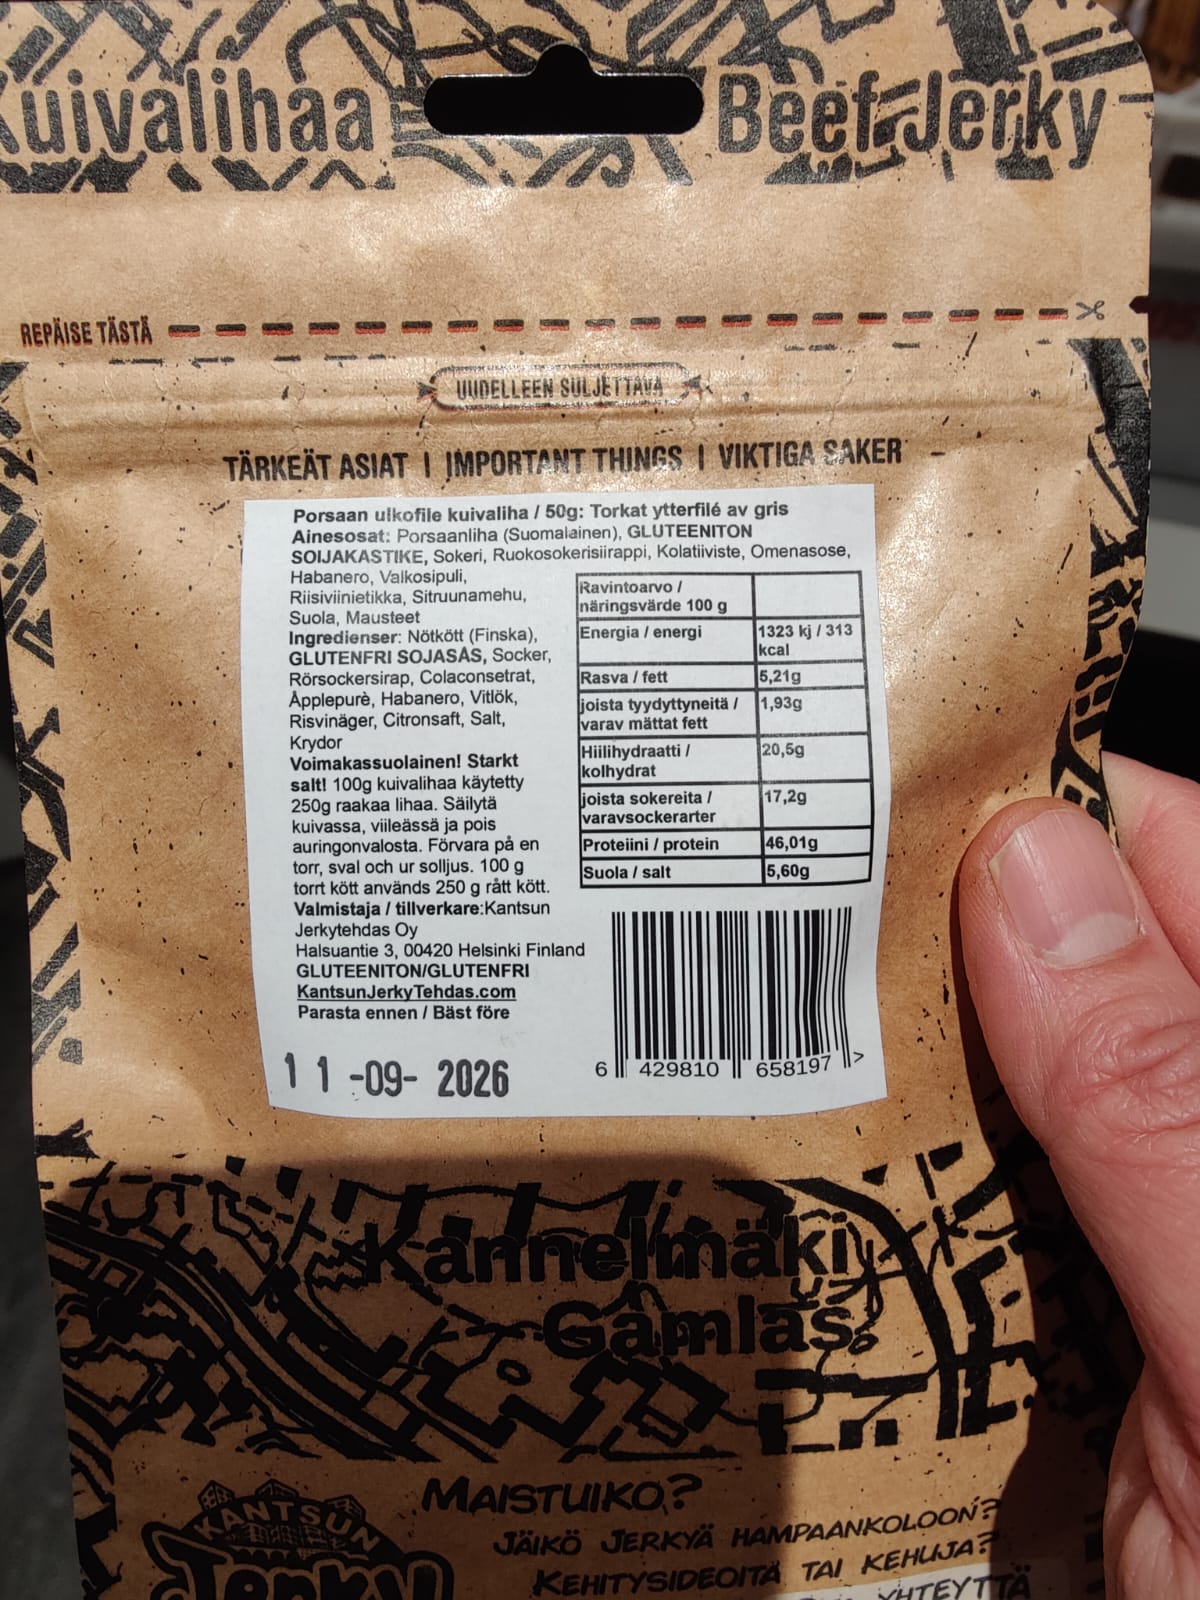 Kuivalihaa Beef Jerky
REPÄISE TÄSTÄ
UUDELLEEN SULJETTAVA
TÄRKEÄT ASIAT I IMPORTANT THINGS I VIKTIGA SAKER
Porsaan ulkofile kuivaliha / 50g: Torkat ytterfilé av gris
Ainesosat: Porsaanliha (Suomalainen), GLUTEENITON
SOIJAKASTIKE, Sokeri, Ruokosokerisiirappi, Kolatiiviste, Omenasose,
Habanero, Valkosipuli,
Riisiviinietikka, Sitruunamehu,
Suola, Mausteet
Ingredienser: Nötkött (Finska),
GLUTENFRI SOJASÅS, Socker,
Rörsockersirap, Colaconsetrat,
Äpplepurè, Habanero, Vitlök,
Risvinäger, Citronsaft, Salt,
Krydor
Voimakassuolainen! Starkt
salt! 100g kuivalihaa käytetty
250g raakaa lihaa. Säilytä
kuivassa, viileässä ja pois
auringonvalosta. Förvara på en
torr, sval och ur solljus. 100 g
torrt kött används 250 g rått kött.
Valmistaja / tillverkare:Kantsun
Jerkytehdas Oy
Halsuantie 3, 00420 Helsinki Finland
GLUTEENITON/GLUTENFRI
KantsunJerkyTehdas.com
Parasta ennen / Bäst före
11-09- 2026
Ravintoarvo /
näringsvärde 100 g
Energia / energi 1323 kj / 313
kcal
Rasva / fett 5,21g
joista tyydyttyneitä / 1,93g
varav mättat fett
Hiilihydraatti / 20,5g
kolhydrat
joista sokereita / 17,2g
varavsockerarter
Proteiini / protein 46,01g
Suola / salt 5,60g
6 429810 658197 >
Kannelmäki
Gamlas
MAISTUIKO?
JÄIKÖ JERKYÄ HAMPAANKOLOON?
KEHITYSIDEOITA TAI KEHUJA?
YHTEYTTÄ
KANTSUN
Jerky